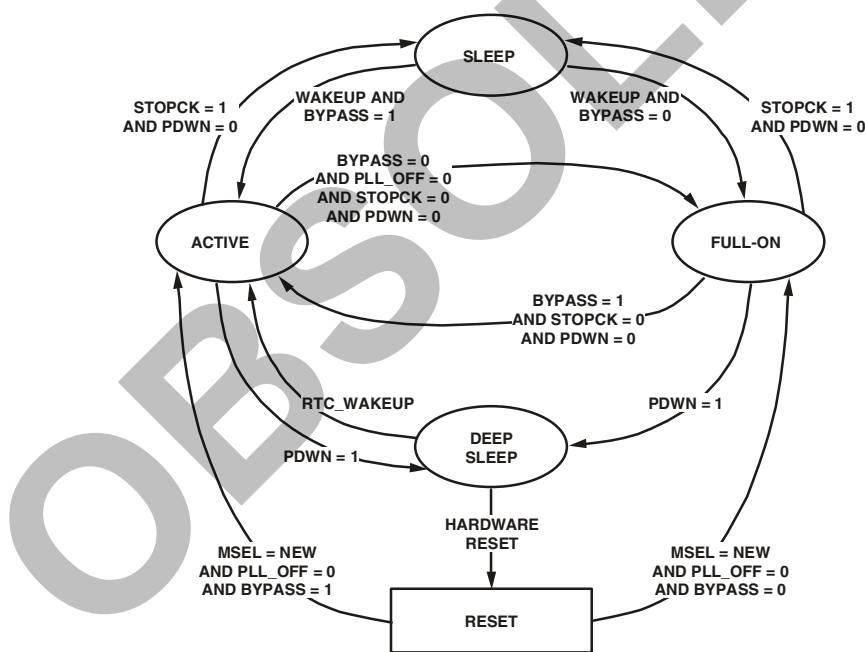 SLEEP
STOPCK = 1
AND PDWN = 0
WAKEUP AND
BYPASS = 1
WAKEUP AND
BYPASS = 0
STOPCK = 1
AND PDWN = 0
BYPASS = 0
AND PLL_OFF = 0
AND STOPCK = 0
AND PDWN = 0
ACTIVE
FULL-ON
BYPASS = 1
AND STOPCK = 0
AND PDWN = 0
RTC_WAKEUP
PDWN = 1
DEEP
SLEEP
PDWN = 1
HARDWARE
RESET
MSEL = NEW
AND PLL_OFF = 0
AND BYPASS = 1
MSEL = NEW
AND PLL_OFF = 0
AND BYPASS = 0
RESET
OBSOL